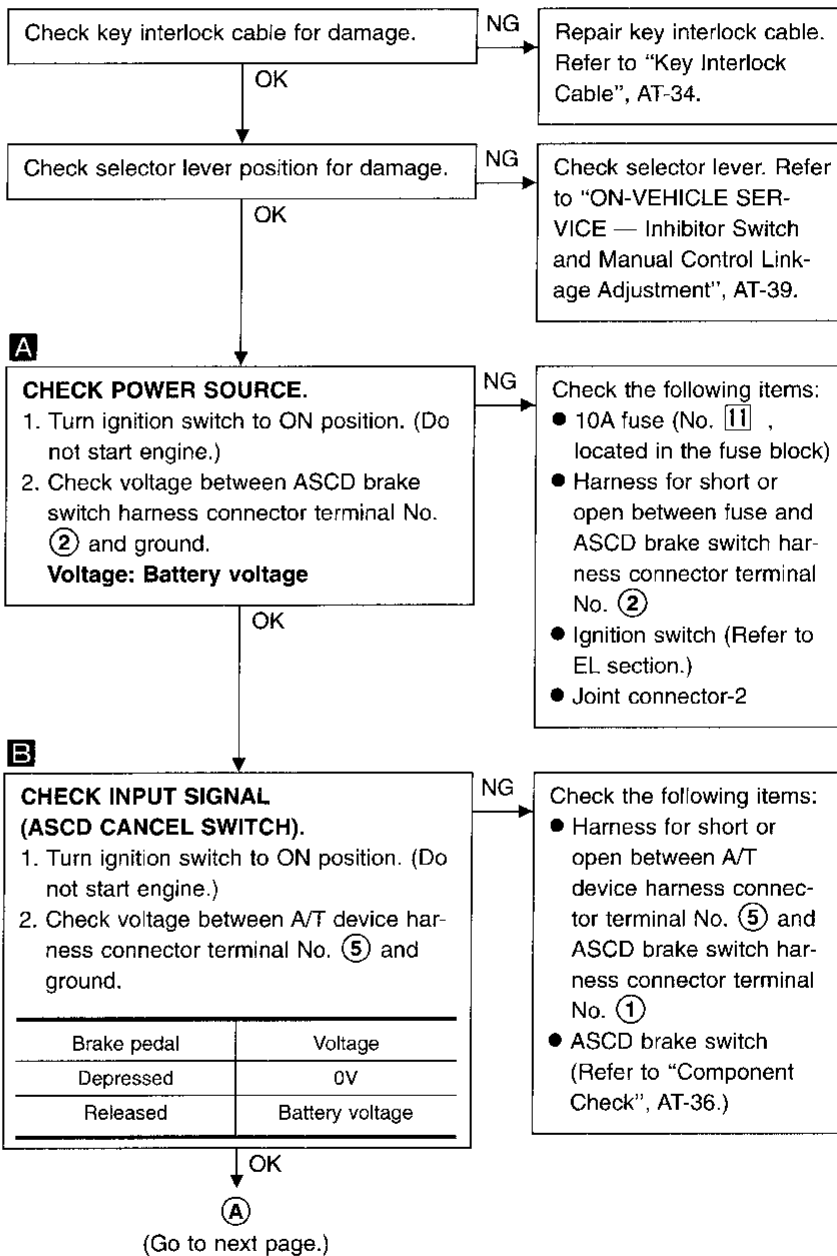 Check key interlock cable for damage.
NG
Repair key interlock cable.
Refer to “Key Interlock
Cable”, AT-34.
OK
Check selector lever position for damage.
NG
Check selector lever. Refer
to “ON-VEHICLE SER-
VICE — Inhibitor Switch
and Manual Control Link-
age Adjustment”, AT-39.
OK
A
CHECK POWER SOURCE.
1. Turn ignition switch to ON position. (Do
not start engine.)
2. Check voltage between ASCD brake
switch harness connector terminal No.
② and ground.
Voltage: Battery voltage
NG
Check the following items:
● 10A fuse (No. 11 ,
located in the fuse block)
● Harness for short or
open between fuse and
ASCD brake switch har-
ness connector terminal
No. ②
● Ignition switch (Refer to
EL section.)
● Joint connector-2
OK
B
CHECK INPUT SIGNAL
(ASCD CANCEL SWITCH).
1. Turn ignition switch to ON position. (Do
not start engine.)
2. Check voltage between A/T device har-
ness connector terminal No. ⑤ and
ground.
Brake pedal Voltage
Depressed 0V
Released Battery voltage
NG
Check the following items:
● Harness for short or
open between A/T
device harness connec-
tor terminal No. ⑤ and
ASCD brake switch har-
ness connector terminal
No. ①
● ASCD brake switch
(Refer to “Component
Check”, AT-36.)
OK
Ⓐ
(Go to next page.)